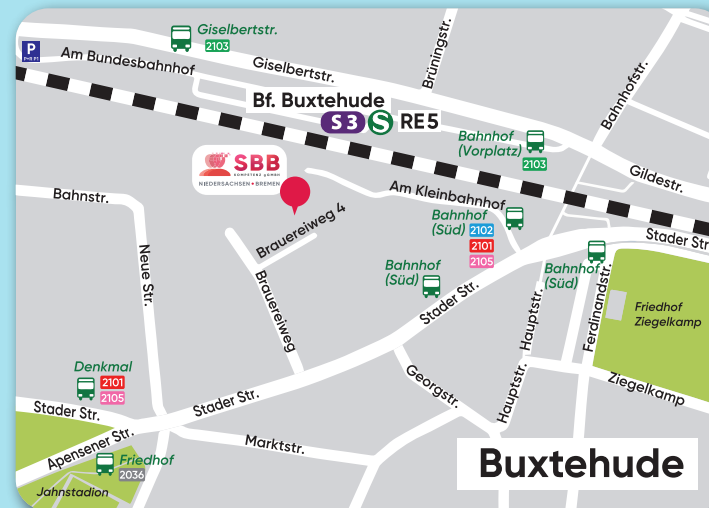 Giselbertstr.
2103
P
P+R P1
Am Bundesbahnhof
Giselbertstr.
Brüningstr.
Bahnhofstr.
Bf. Buxtehude
S3 S RE5
Bahnhof
(Vorplatz)
2103
Gildestr.
SBB
KOMPETENZ gGMBH
NIEDERSACHSEN • BREMEN
Am Kleinbahnhof
Bahnstr.
Brauereiweg 4
Bahnhof
(Süd)
2102
2101
2105
Stader Str.
Neue Str.
Brauereiweg
Bahnhof
(Süd)
Stader Str.
Bahnhof
(Süd)
Hauptstr.
Ferdinandstr.
Friedhof
Ziegelkamp
Denkmal
2101
2105
Stader Str.
Stader Str.
Georgstr.
Hauptstr.
Ziegelkamp
Apensener Str.
Marktstr.
Friedhof
2036
Jahnstadion
Buxtehude